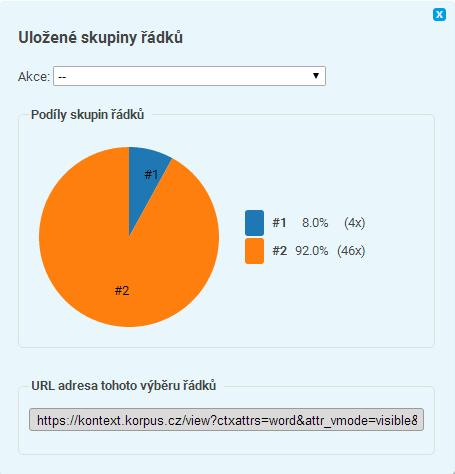 x
Uložené skupiny řádků
Akce: --
Podíly skupin řádků
#1
#2
#1 8.0% (4x)
#2 92.0% (46x)
URL adresa tohoto výběru řádků
https://kontext.korpus.cz/view?ctxattrs=word&attr_vmode=visible&